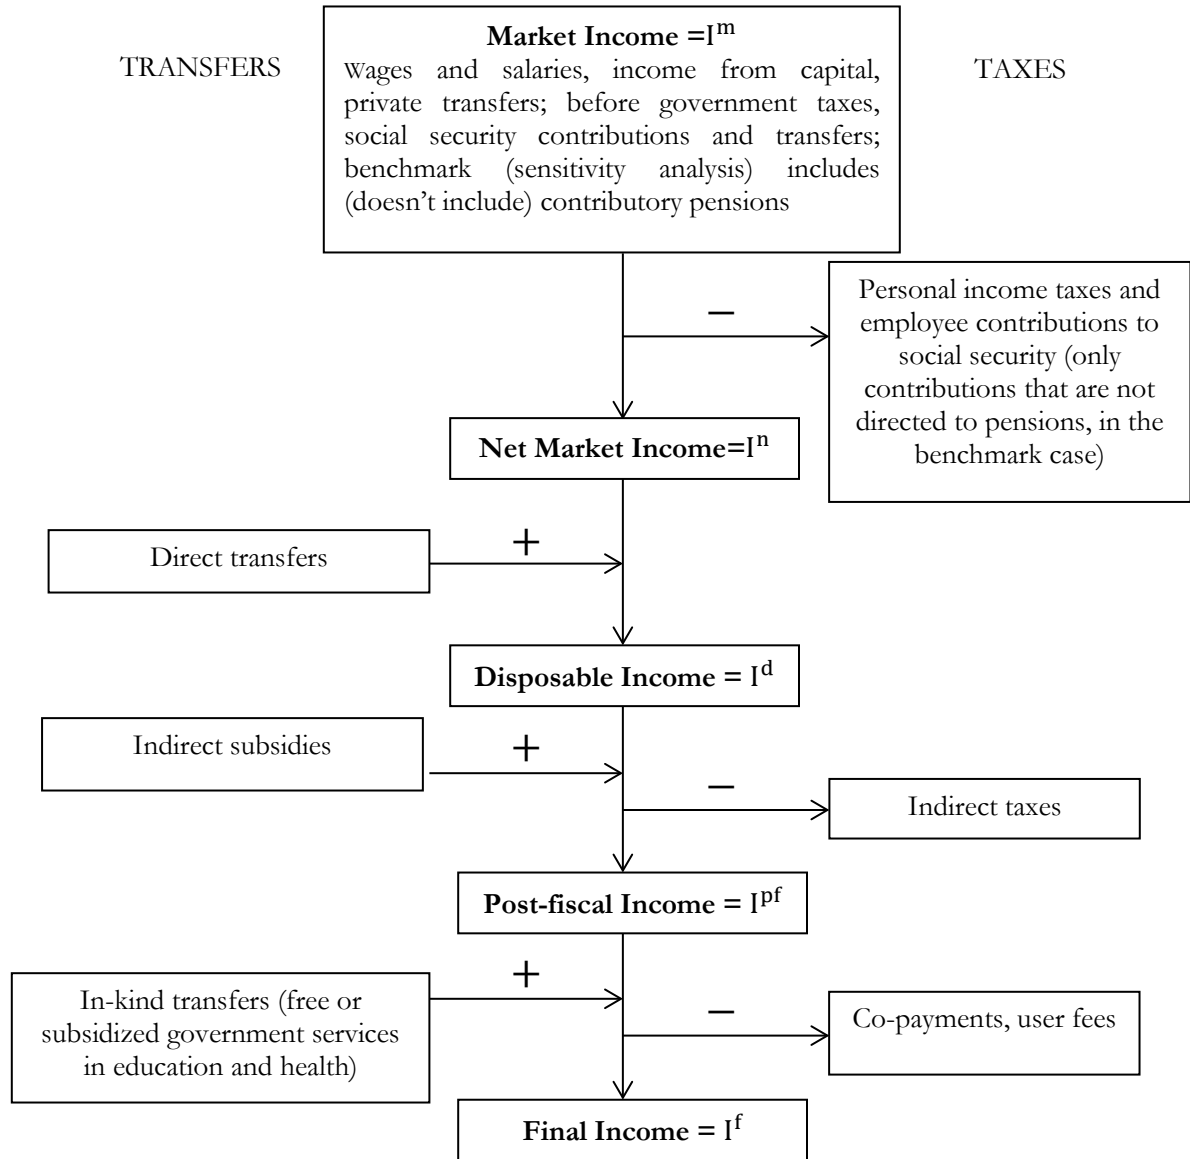 Market Income =I^m
TRANSFERS
TAXES
Wages and salaries, income from capital,
private transfers; before government taxes,
social security contributions and transfers;
benchmark (sensitivity analysis) includes
(doesn’t include) contributory pensions
−
Personal income taxes and
employee contributions to
social security (only
contributions that are not
directed to pensions, in the
benchmark case)
Net Market Income=I^n
+
Direct transfers
Disposable Income = I^d
+
Indirect subsidies
−
Indirect taxes
Post-fiscal Income = I^pf
+
In-kind transfers (free or
subsidized government services
in education and health)
−
Co-payments, user fees
Final Income = I^f